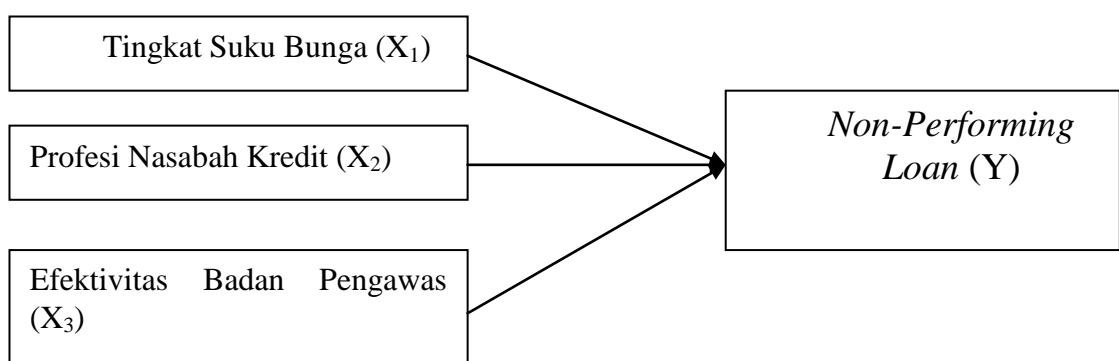 Tingkat Suku Bunga (X₁)
Profesi Nasabah Kredit (X₂)
Efektivitas Badan Pengawas
(X₃)
Non-Performing
Loan (Y)